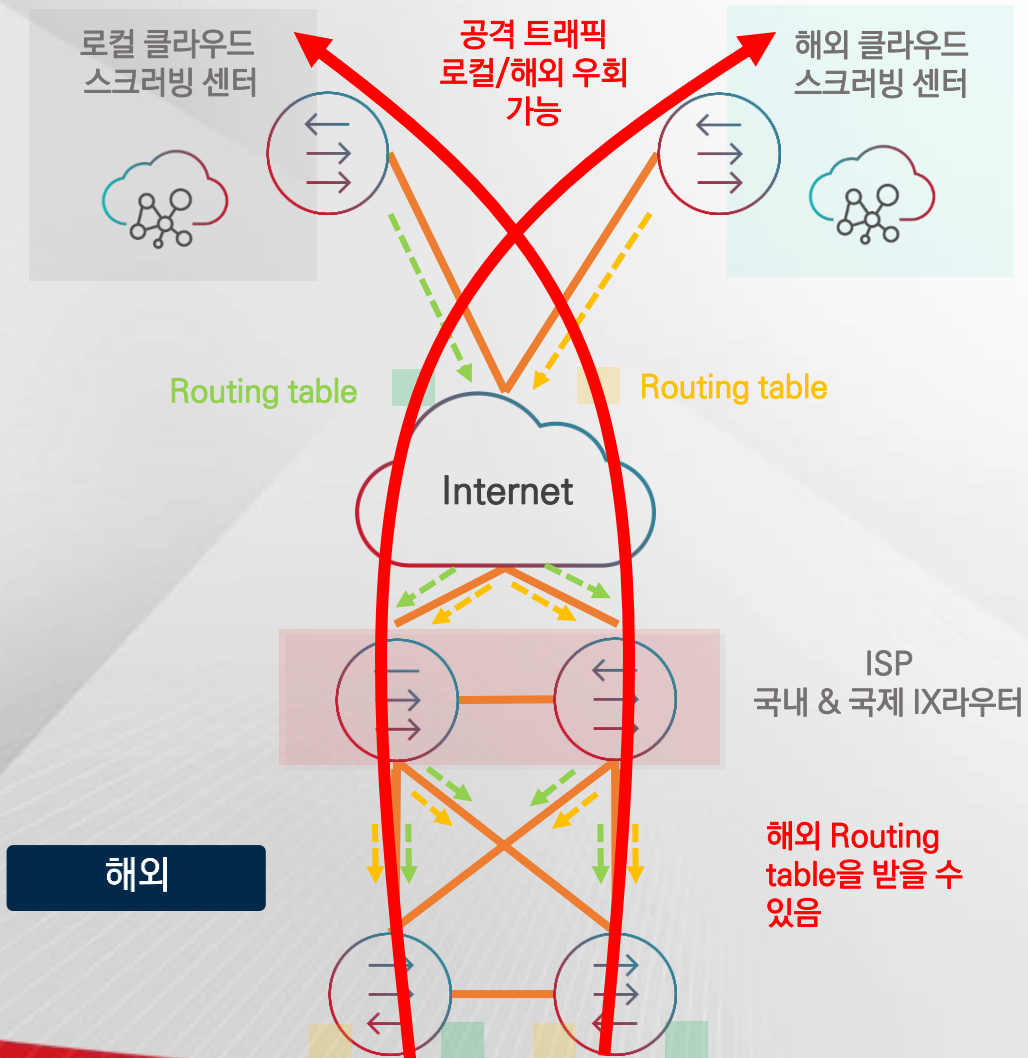 로컬 클라우드
스크러빙 센터
공격 트래픽
로컬/해외 우회
가능
해외 클라우드
스크러빙 센터
Routing table
Routing table
Internet
ISP
국내 & 국제 IX라우터
해외
해외 Routing
table을 받을 수
있음